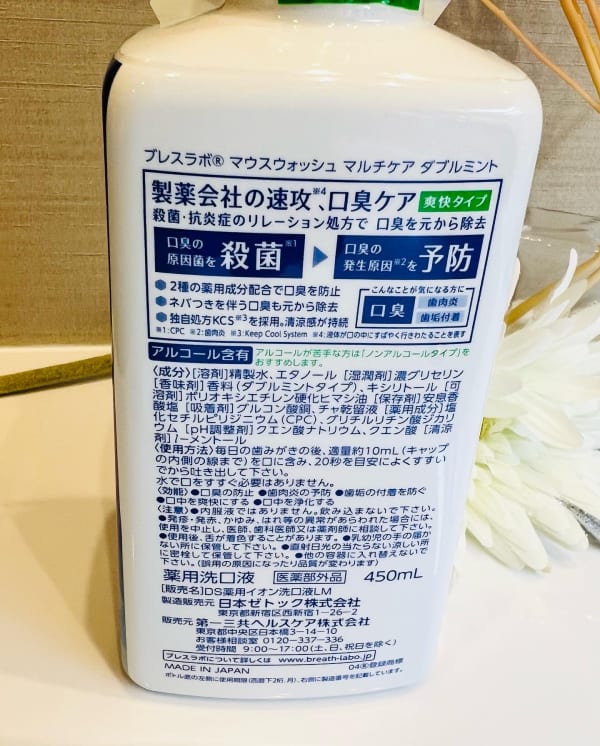 ブレスラボ® マウスウォッシュ マルチケア ダブルミント
製薬会社の速攻※4、口臭ケア 爽快タイプ
殺菌・抗炎症のリレーション処方で 口臭を元から除去
口臭の
原因菌を 殺菌※1
口臭の
発生原因※2を 予防
2種の薬用成分配合で口臭を防止
ネバつきを伴う口臭も元から除去
独自処方KCS※3を採用。清涼感が持続
こんなことが気になる方に
口臭
歯肉炎
歯垢付着
※1:CPC ※2:歯肉炎 ※3:Keep Cool System ※4:液体が口の中にすばやく行きわたることを表す
アルコール含有 アルコールが苦手な方は「ノンアルコールタイプ」を
おすすめします。
〈成分〉[溶剤]精製水、エタノール [湿潤剤]濃グリセリン
[香味剤]香料(ダブルミントタイプ)、キシリトール [可
溶剤]ポリオキシエチレン硬化ヒマシ油 [保存剤]安息香
酸塩 [吸着剤]グルコン酸銅、チャ乾留液 [薬用成分]塩
化セチルピリジニウム(CPC)、グリチルリチン酸ジカリ
ウム [pH調整剤]クエン酸ナトリウム、クエン酸 [清涼
剤]l-メントール
〈使用方法〉毎日の歯みがきの後、適量約10mL(キャップ
の内側の線まで)を口に含み、20秒を目安によくすすい
でから吐き出して下さい。
水で口をすすぐ必要はありません。
〈効能〉●口臭の防止 ●歯肉炎の予防 ●歯垢の付着を防ぐ
●口中を爽快にする ●口中を浄化する
〈注意〉●内服液ではありません。飲み込まないで下さい。
●発疹・発赤、かゆみ、はれ等の異常があらわれた場合には、
使用を中止し、医師、歯科医師又は薬剤師に相談して下さい。
●使用後、舌が着色することがあります。●乳幼児の手の届か
ない所に保管して下さい。●直射日光の当たらない涼しい所
に密栓して保管して下さい。●他の容器に入れ替えないで
下さい。(誤用の原因になったり品質が変わります)
薬用洗口液 医薬部外品 450mL
[販売名]DS薬用イオン洗口液LM
製造販売元 日本ゼトック株式会社
東京都新宿区西新宿1-26-2
販売元 第一三共ヘルスケア株式会社
東京都中央区日本橋3-14-10
お客様相談室 0120-337-336
受付時間 9:00~17:00(土、日、祝日を除く)
ブレスラボについて詳しくは www.breath-labo.jp
MADE IN JAPAN ®登録商標
ボトル底の左側に使用期限(西暦下2桁、月)、右側に製造番号を記載しています。